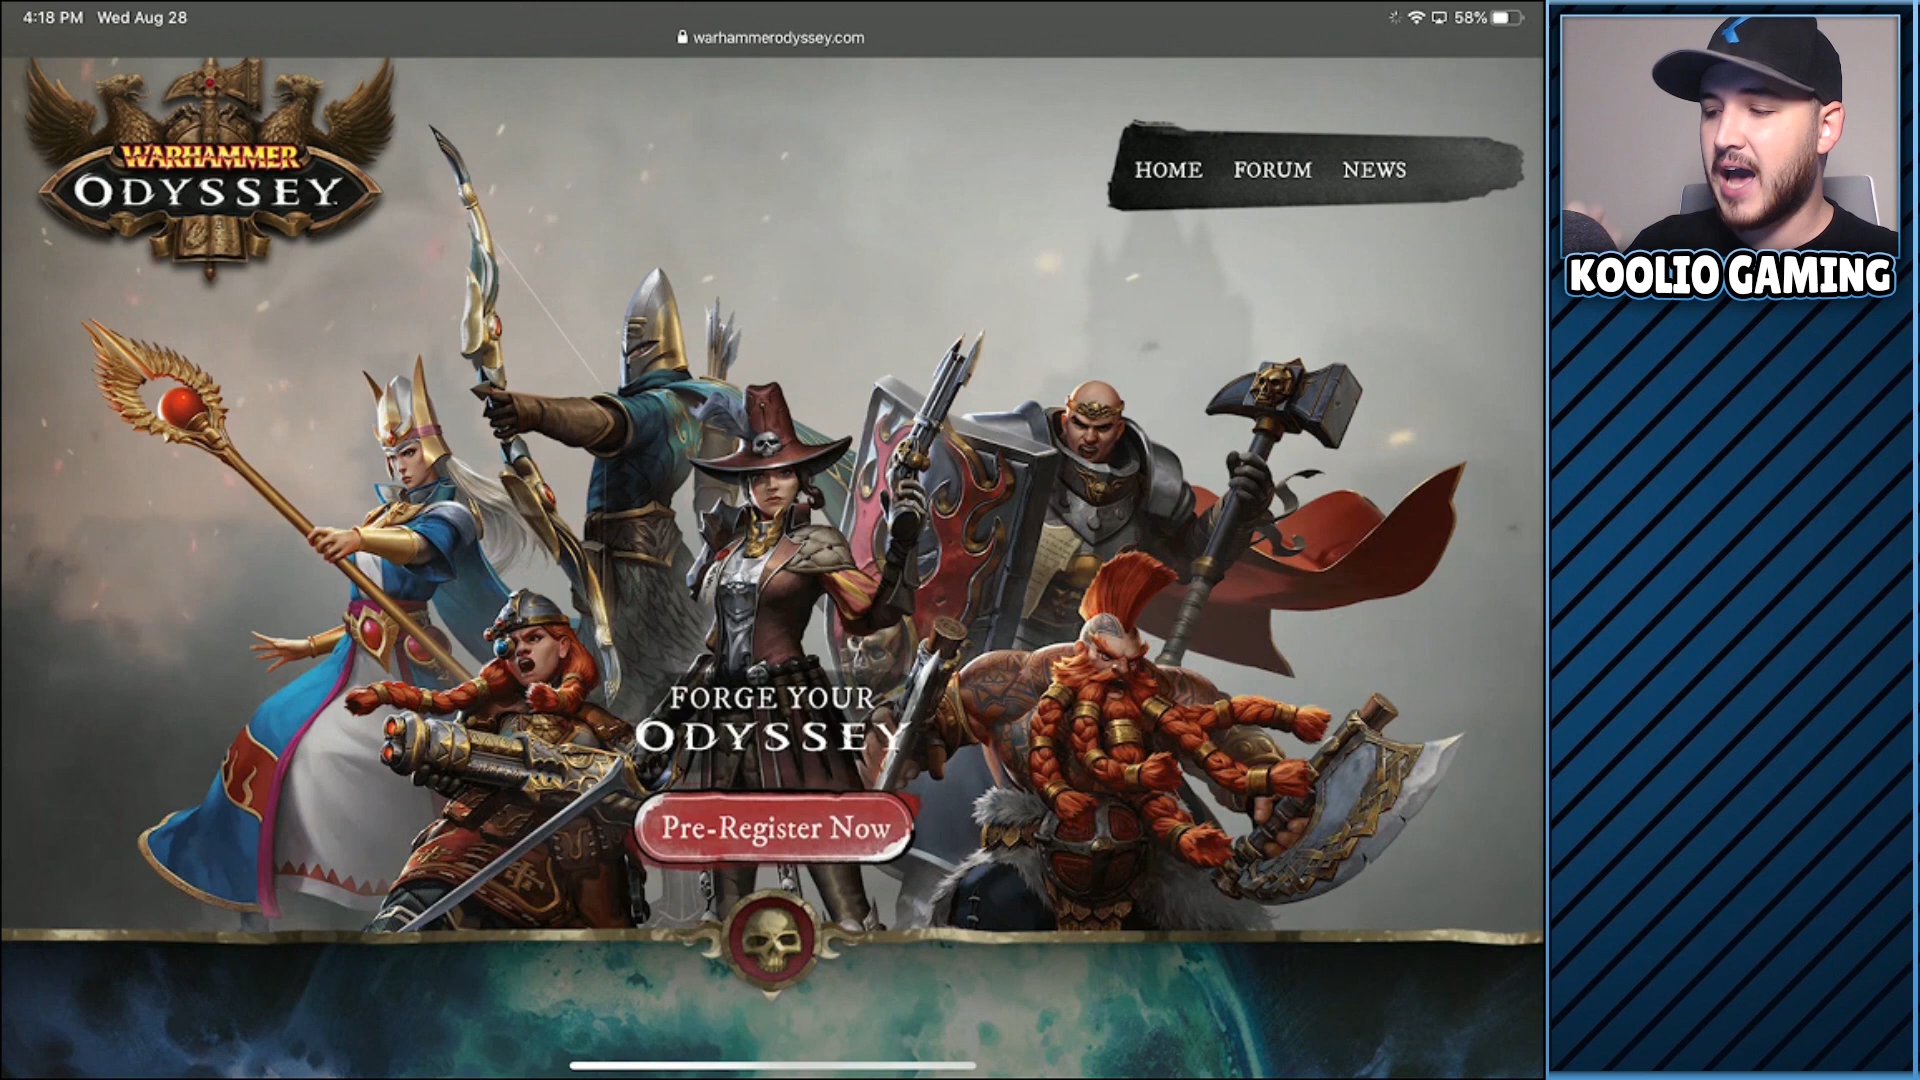 4:18 PM Wed Aug 28
58%
warhammerodyssey.com
WARHAMMER
ODYSSEY
HOME FORUM NEWS
KOOLIO GAMING
FORGE YOUR
ODYSSEY
Pre-Register Now